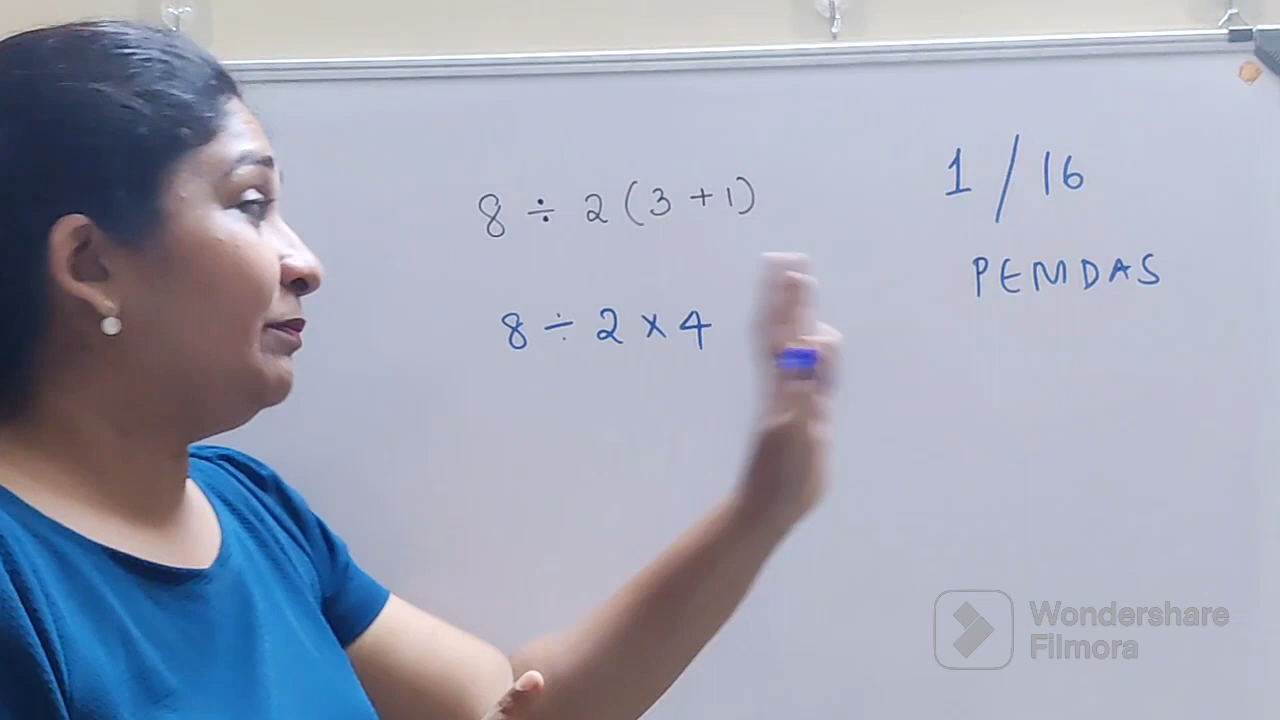 8 ÷ 2 (3 + 1)
8 ÷ 2 × 4
1 / 16
PEMDAS
Wondershare
Filmora